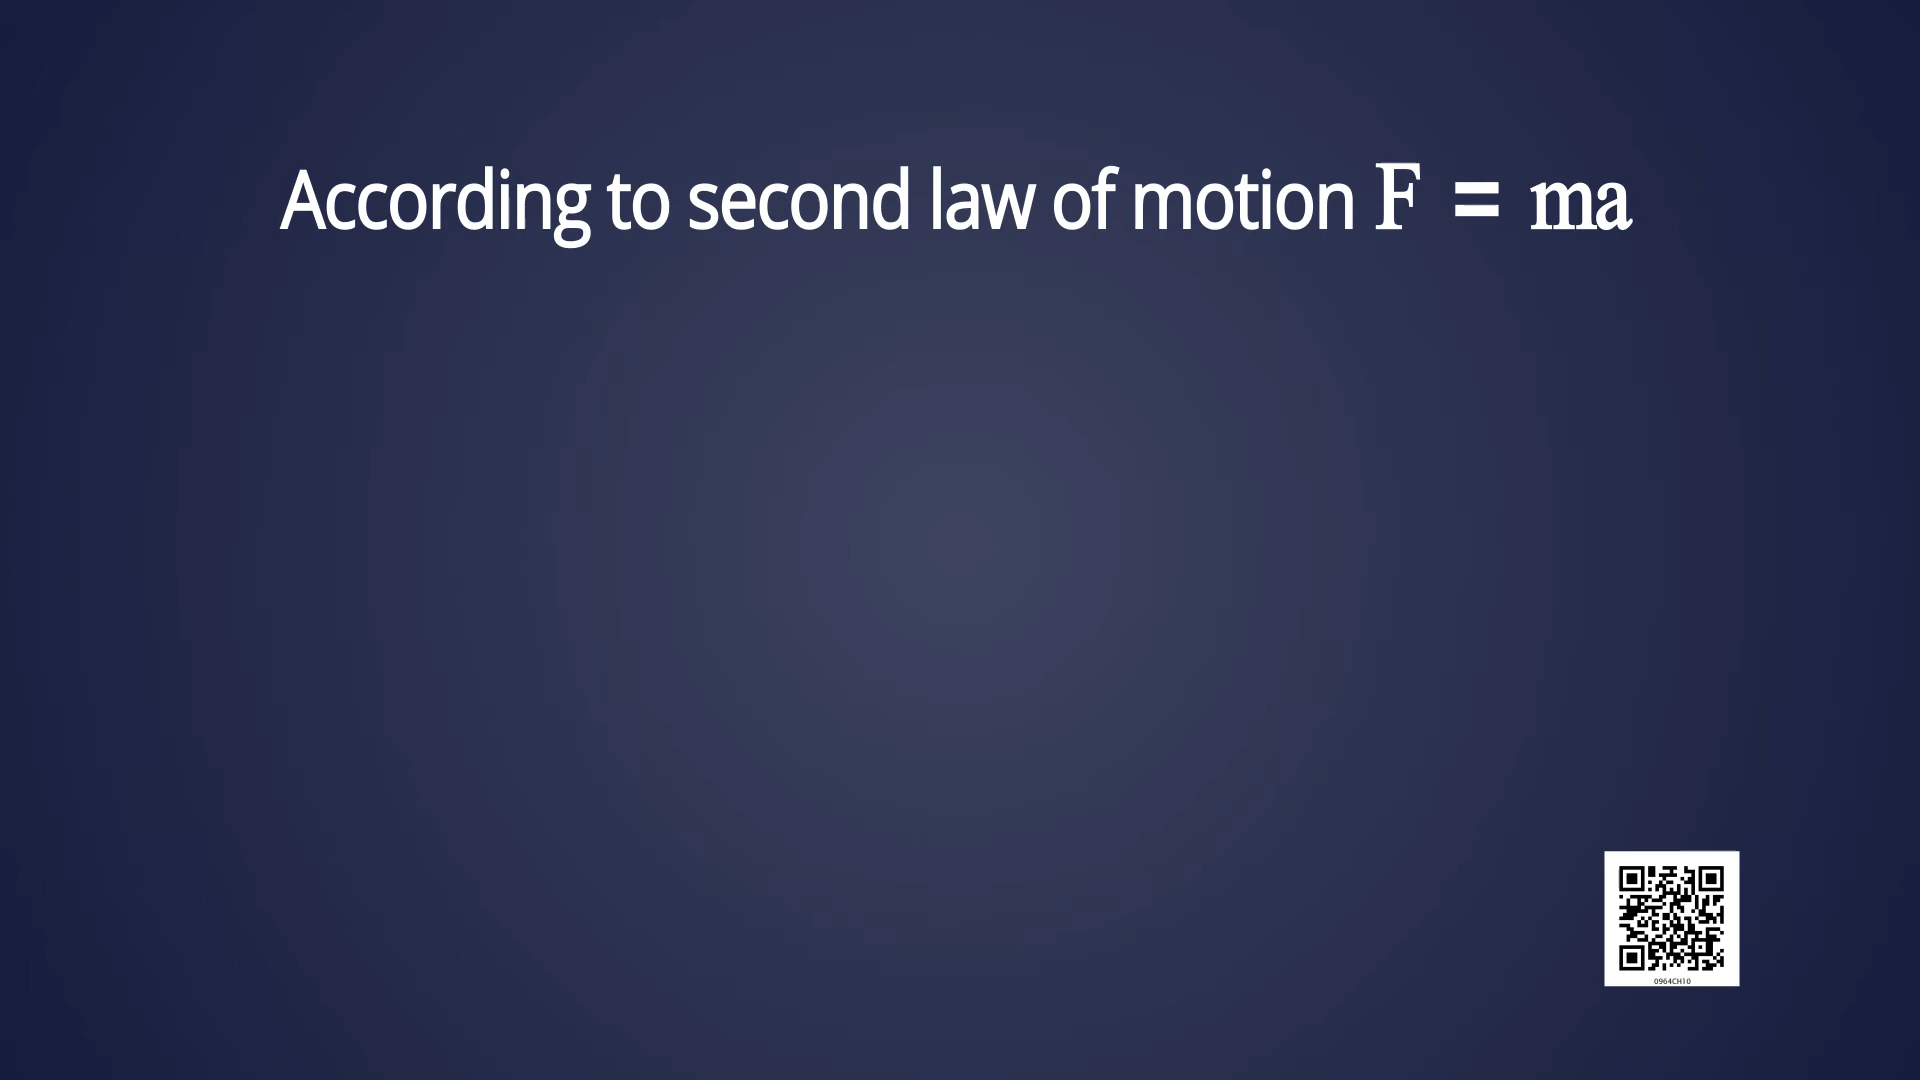 According to second law of motion F = ma
0964CH10